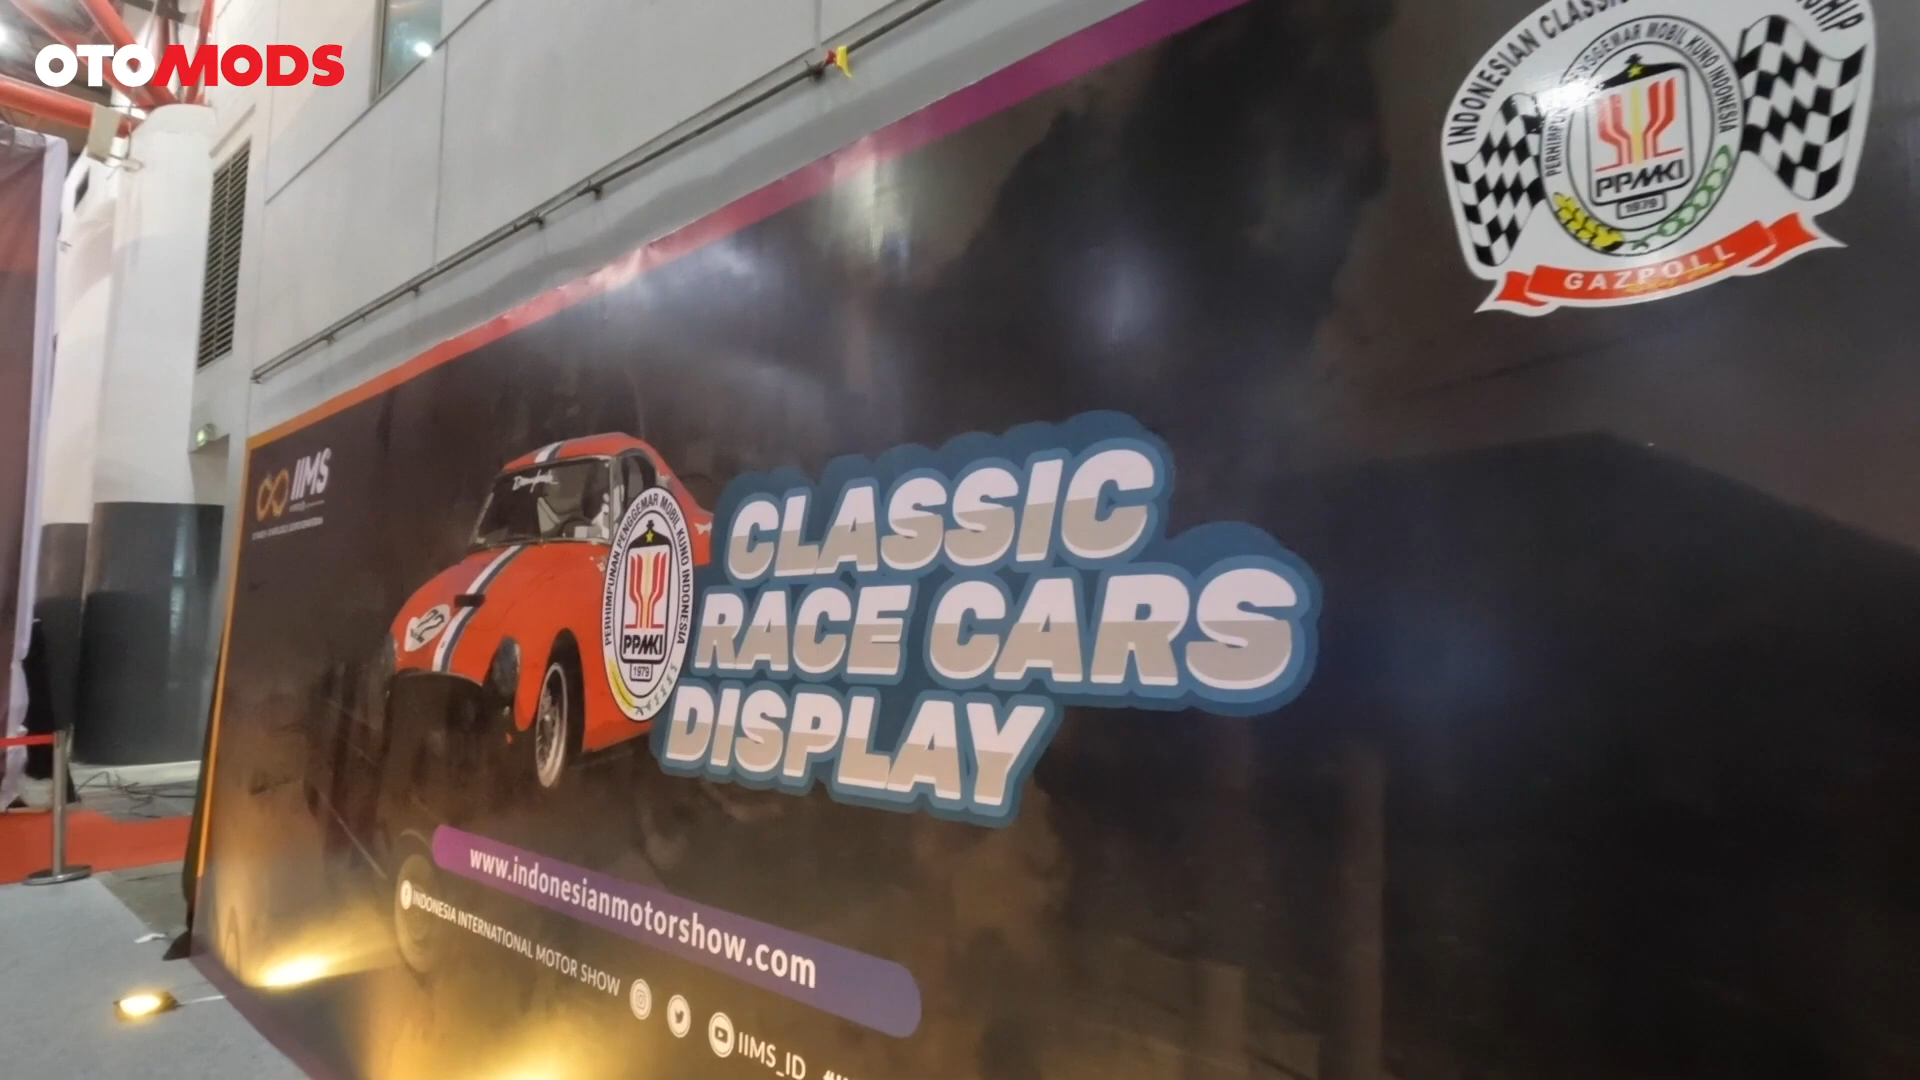 OTOMODS
INDONESIAN CLASSIC
PERHIMPUNAN PENGGEMAR MOBIL KUNO INDONESIA
PPMKI
1979
GAZPOLL
IIMS
22
PERHIMPUNAN PENGGEMAR MOBIL KUNO INDONESIA
PPMKI
1979
CLASSIC
RACE CARS
DISPLAY
www.indonesianmotorshow.com
INDONESIA INTERNATIONAL MOTOR SHOW
IIMS_ID